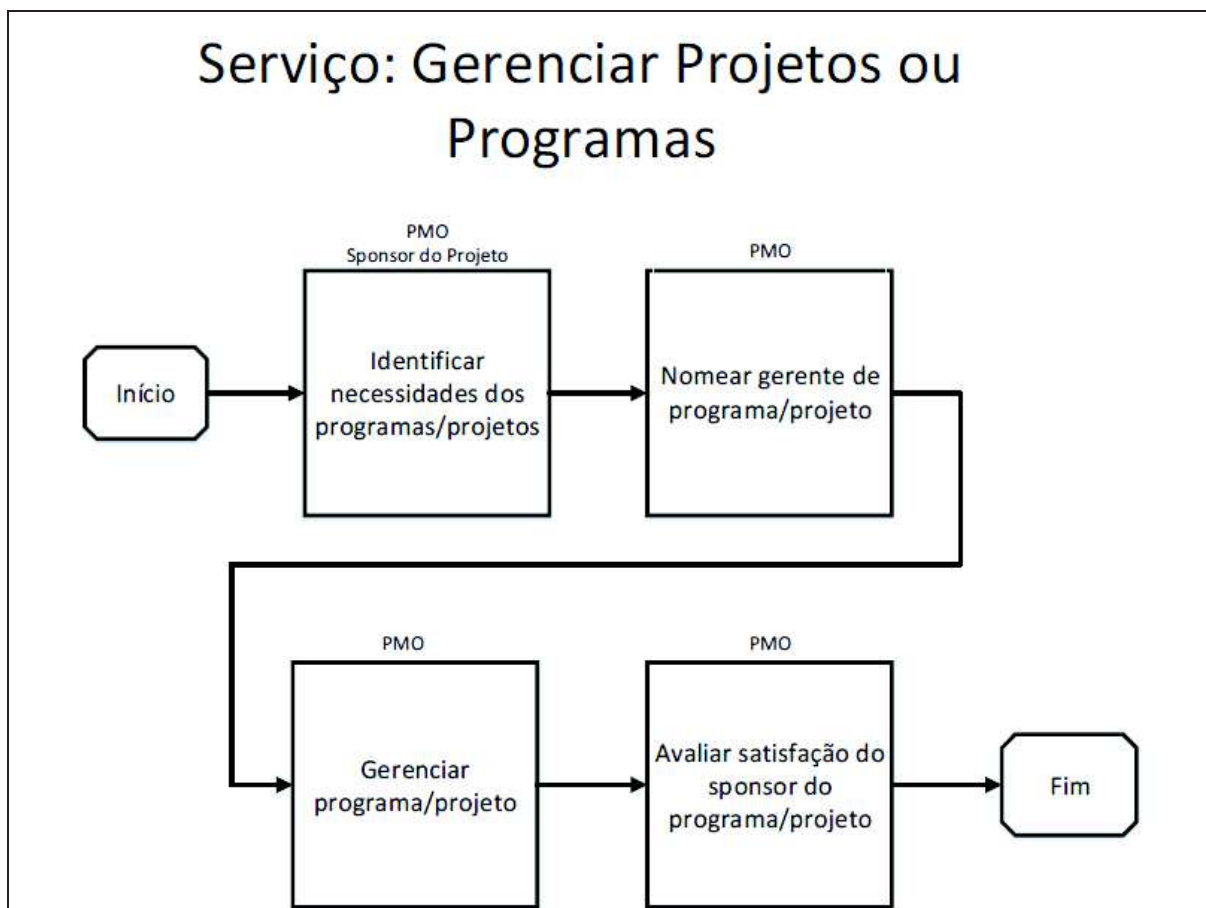 Serviço: Gerenciar Projetos ou
Programas
PMO
Sponsor do Projeto
PMO
Início
Identificar
necessidades dos
programas/projetos
Nomear gerente de
programa/projeto
PMO
PMO
Gerenciar
programa/projeto
Avaliar satisfação do
sponsor do
programa/projeto
Fim